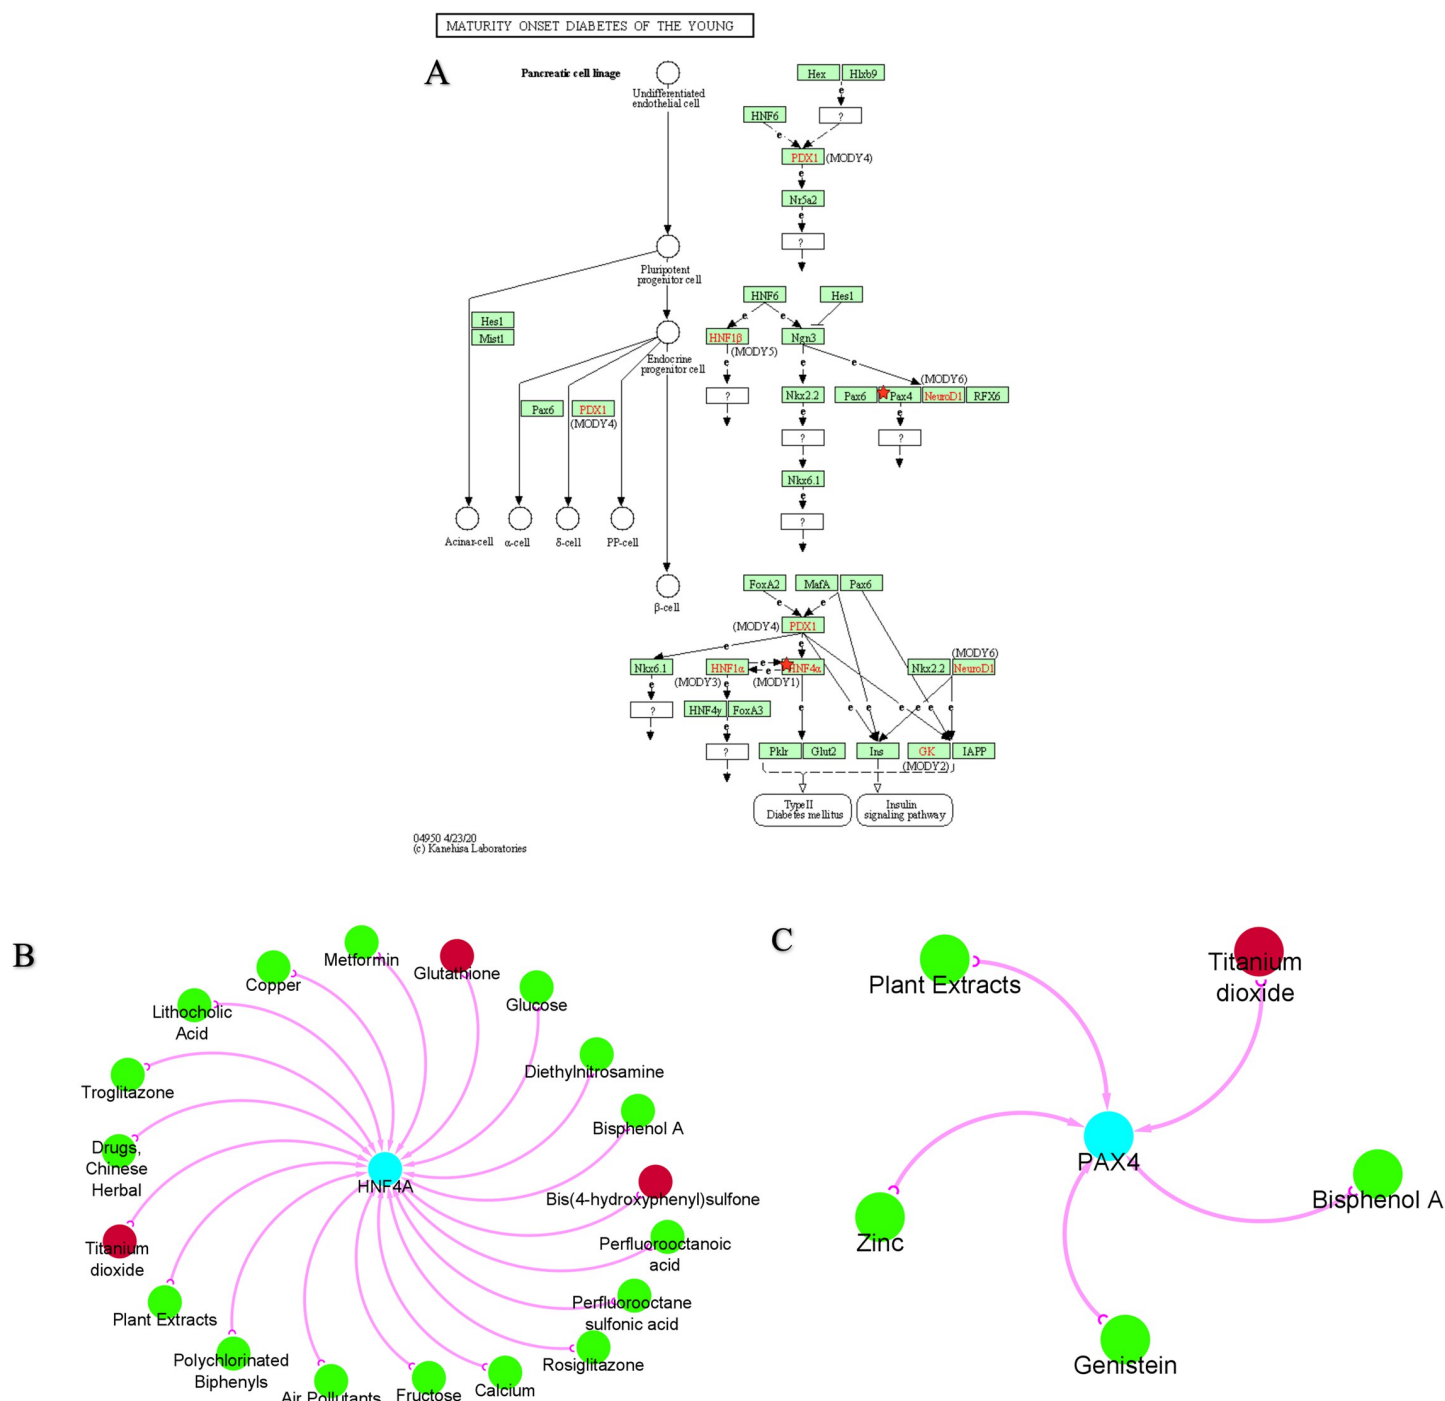 MATURITY ONSET DIABETES OF THE YOUNG
A
Pancreatic cell linage
Undifferentiated
endothelial cell
Hex
Hlxb9
e
?
HNF6
e
PDX1
(MODY4)
e
Nr5a2
e
?
Pluripotent
progenitor cell
HNF6
Hes1
e
e
Hes1
Mist1
HNF1β
(MODY5)
Ngn3
e
e
e
Endocrine
progenitor cell
(MODY6)
?
Nkx2.2
Pax6
Pax4
NeuroD1
RFX6
Pax6
PDX1
(MODY4)
e
e
?
?
Nkx6.1
e
?
Acinar-cell
α-cell
δ-cell
PP-cell
β-cell
FoxA2
MafA
Pax6
e
e
(MODY4)
PDX1
e
e
(MODY6)
Nkx6.1
HNF1α
e
e
HNF4α
Nkx2.2
NeuroD1
(MODY3)
(MODY1)
e
e
?
HNF4γ
FoxA3
e
e
e
e
e
e
e
?
Pklr
Glut2
Ins
GK
IAPP
(MODY2)
TypeII
Diabetes mellitus
Insulin
signaling pathway
04950 4/23/20
(c) Kanehisa Laboratories
B
Metformin
Glutathione
Copper
Glucose
Lithocholic
Acid
Diethylnitrosamine
Troglitazone
Bisphenol A
Drugs,
Chinese
Herbal
HNF4A
Bis(4-hydroxyphenyl)sulfone
Titanium
dioxide
Perfluorooctanoic
acid
Plant Extracts
Perfluorooctane
sulfonic acid
Polychlorinated
Biphenyls
Rosiglitazone
Air Pollutants
Fructose
Calcium
C
Plant Extracts
Titanium
dioxide
PAX4
Bisphenol A
Zinc
Genistein